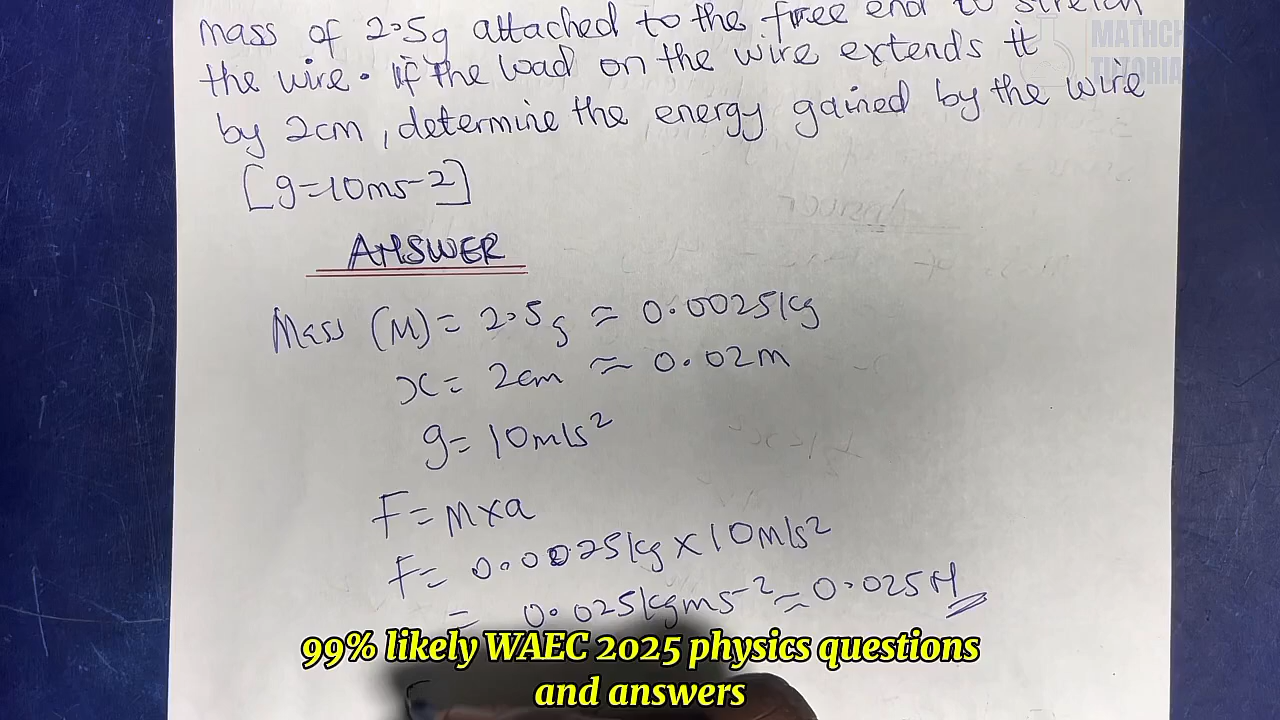 mass of 2.5g attached to the free end to stretch
the wire. if the load on the wire extends it
by 2cm, determine the energy gained by the wire
[g=10ms-2]
ANSWER
Mass (M) = 2.5g ≈ 0.0025kg
x = 2cm ≈ 0.02m
g = 10m/s²
F = mxa
F = 0.0025kg x 10m/s²
= 0.025kgms-2 ≈ 0.025N
99% likely WAEC 2025 physics questions
and answers
MATHCH
TUTORIA